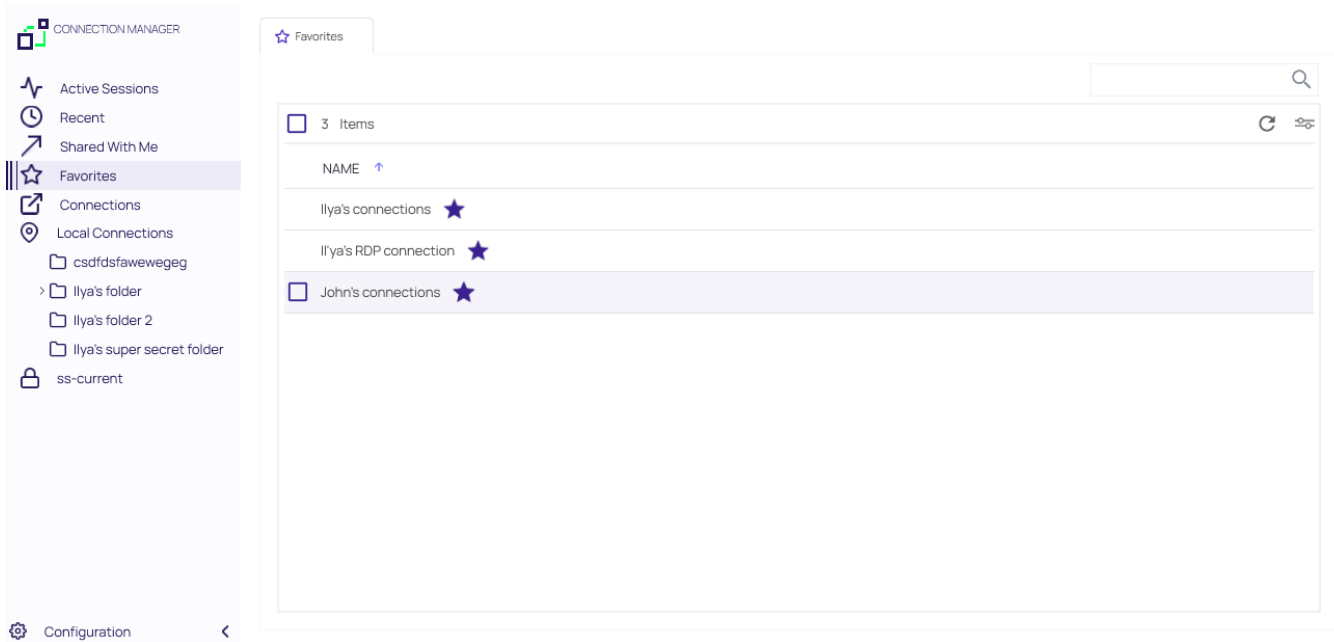 CONNECTION MANAGER
Active Sessions
Recent
Shared With Me
Favorites
Connections
Local Connections
csdfdsfawewegeg
Ilya's folder
Ilya's folder 2
Ilya's super secret folder
ss-current
Configuration
Favorites
3 Items
NAME
Ilya's connections
Il'ya's RDP connection
John's connections